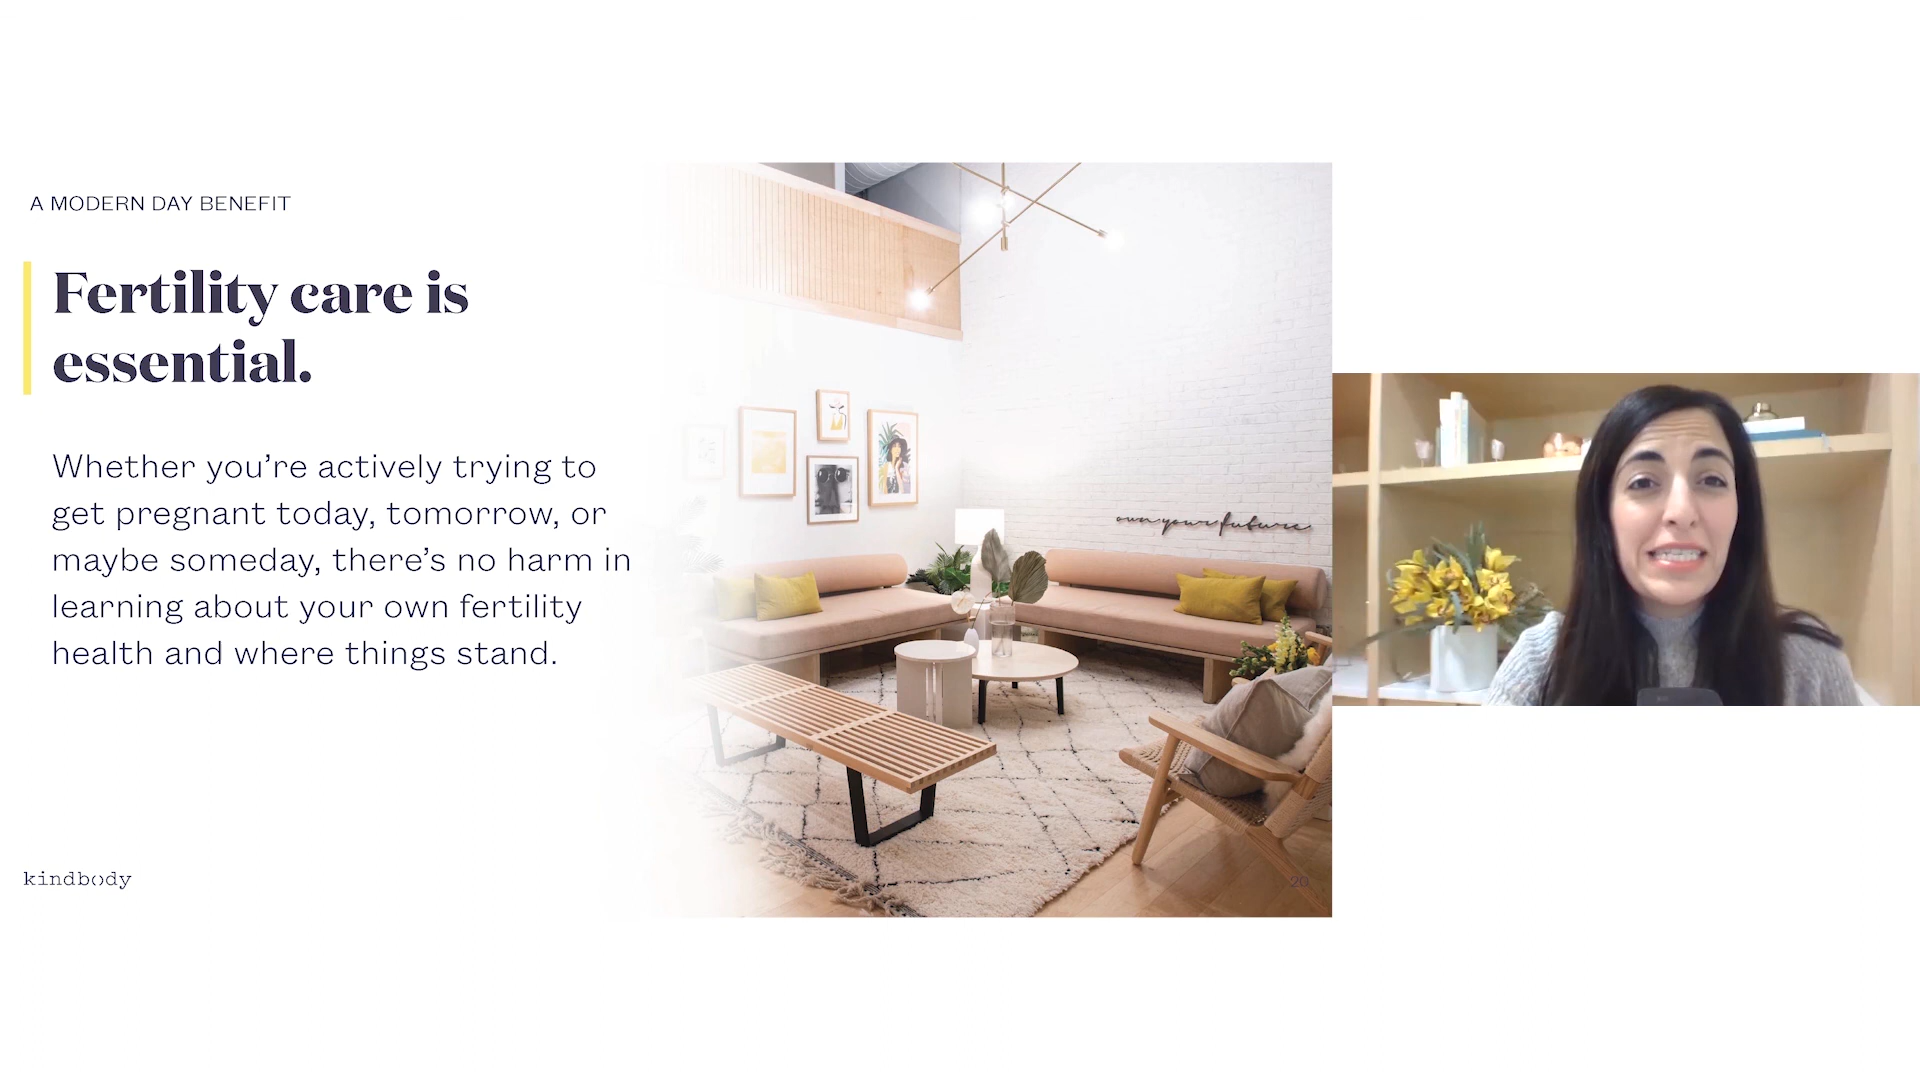 A MODERN DAY BENEFIT
Fertility care is
essential.
Whether you’re actively trying to
get pregnant today, tomorrow, or
maybe someday, there’s no harm in
learning about your own fertility
health and where things stand.
own your future
kindbody
20